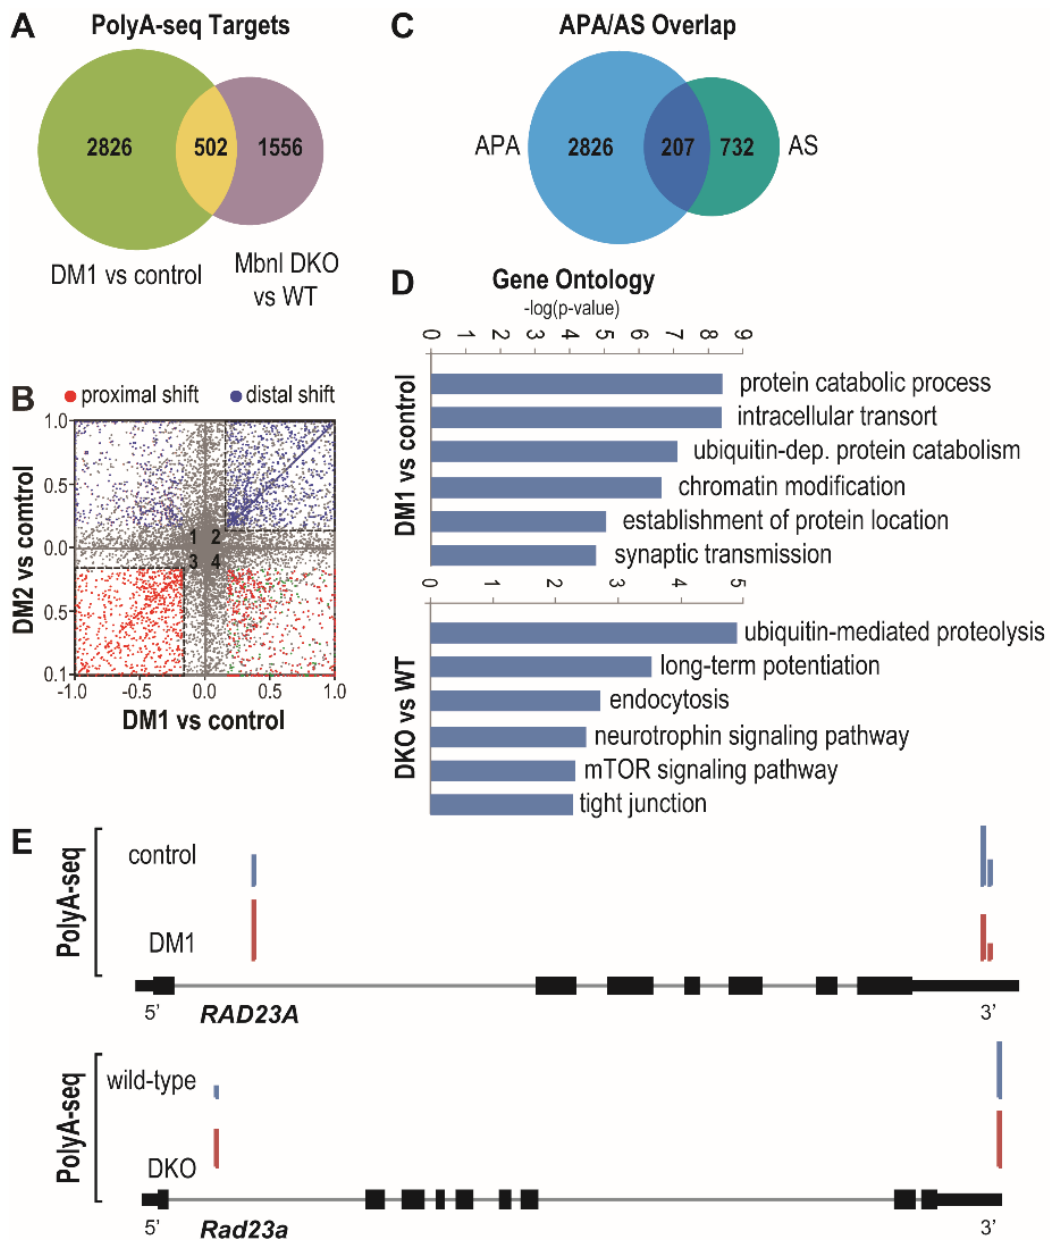 A
PolyA-seq Targets
2826
502
1556
DM1 vs control
Mbnl DKO
vs WT
C
APA/AS Overlap
APA
2826
207
732
AS
B
proximal shift
distal shift
1.0
0.5
0.0
0.5
0.1
1
2
3
4
-1.0
0.0
0.5
1.0
DM2 vs comtrol
DM1 vs control
D
Gene Ontology
-log(p-value)
0 1 2 3 4 5 6 7 8 9
DM1 vs control
protein catabolic process
intracellular transort
ubiquitin-dep. protein catabolism
chromatin modification
establishment of protein location
synaptic transmission
0 1 2 3 4 5
DKO vs WT
ubiquitin-mediated proteolysis
long-term potentiation
endocytosis
neurotrophin signaling pathway
mTOR signaling pathway
tight junction
E
PolyA-seq
control
DM1
5’
RAD23A
3’
PolyA-seq
wild-type
DKO
5’
Rad23a
3’